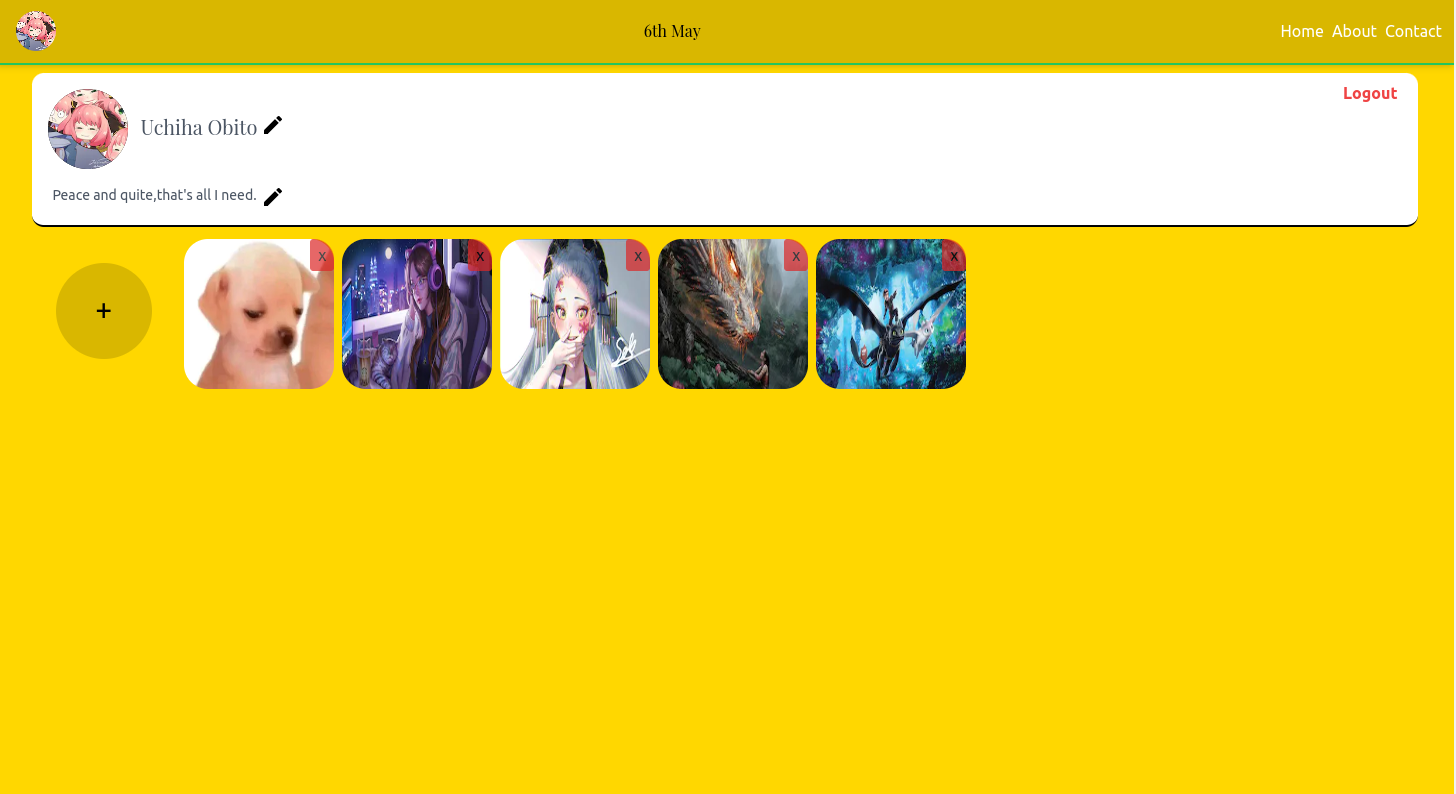 6th May
Home About Contact
Logout
Uchiha Obito
Peace and quite,that's all I need.
+
X X X X X